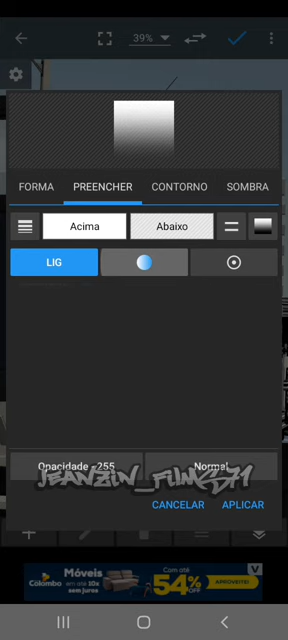 39%
FORMA PREENCHER CONTORNO SOMBRA
Acima Abaixo
LIG
Opacidade -255 Normal
JEANZIN_FILMS71
CANCELAR APLICAR
Colombo Móveis em até 10x sem juros Com até 54% OFF APROVEITE! V